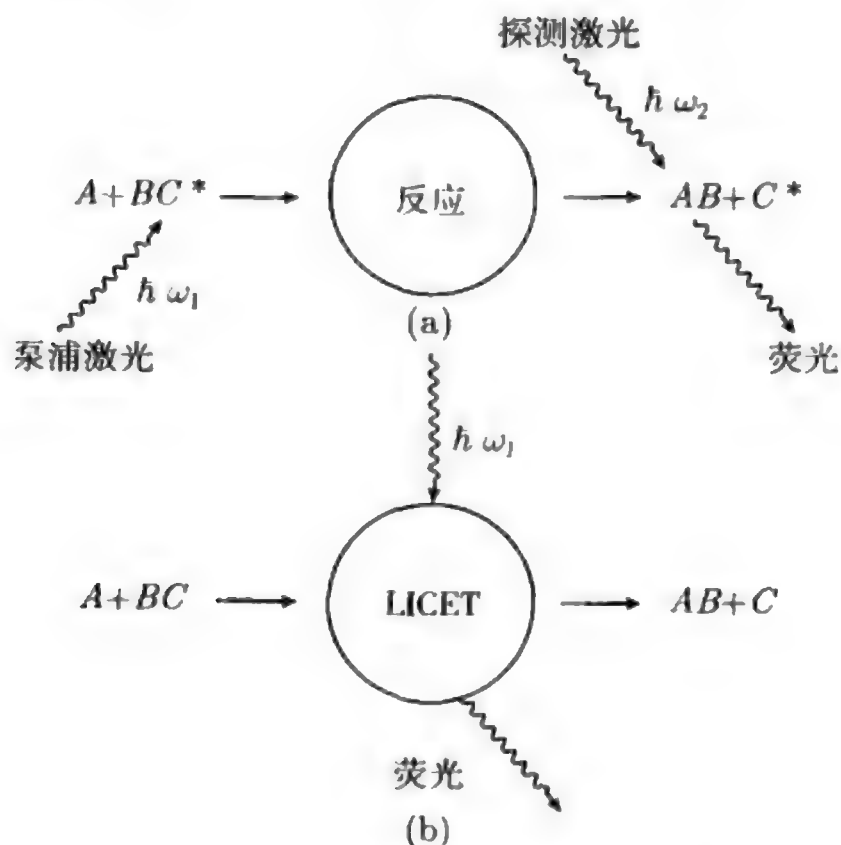 探测激光
ħ ω₂
A+BC* → 反应 → AB+C*
ħ ω₁
泵浦激光
(a)
荧光
ħ ω₁
A+BC → LICET → AB+C
荧光
(b)